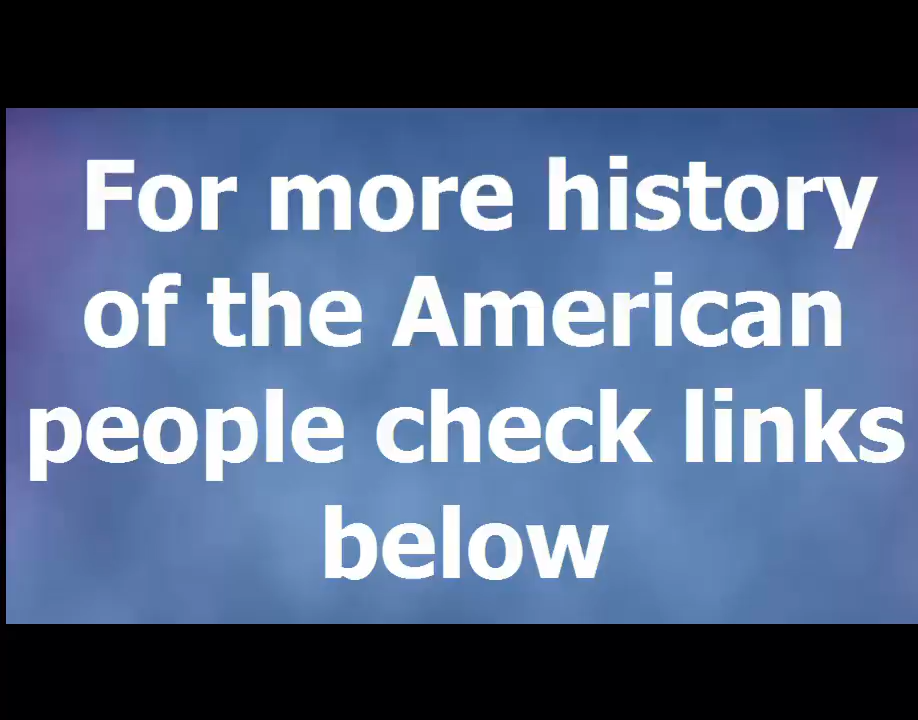 For more history
of the American
people check links
below